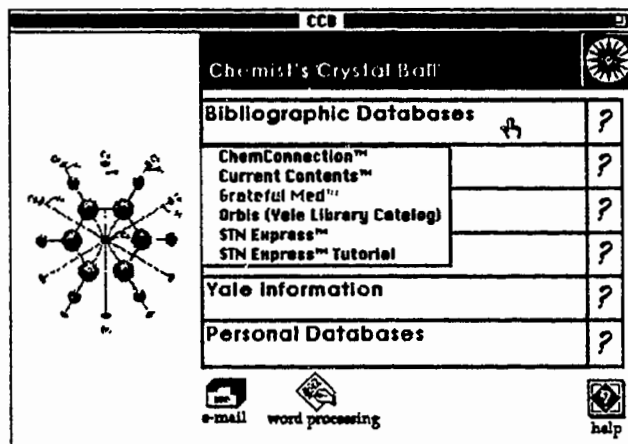 CCB
Chemist's Crystal Ball
Bibliographic Databases
?
ChemConnection™
Current Contents™
Grateful Med™
Orbis (Yale Library Catalog)
STN Express™
STN Express™ Tutorial
?
?
?
Yale Information
?
Personal Databases
?
e-mail
word processing
help